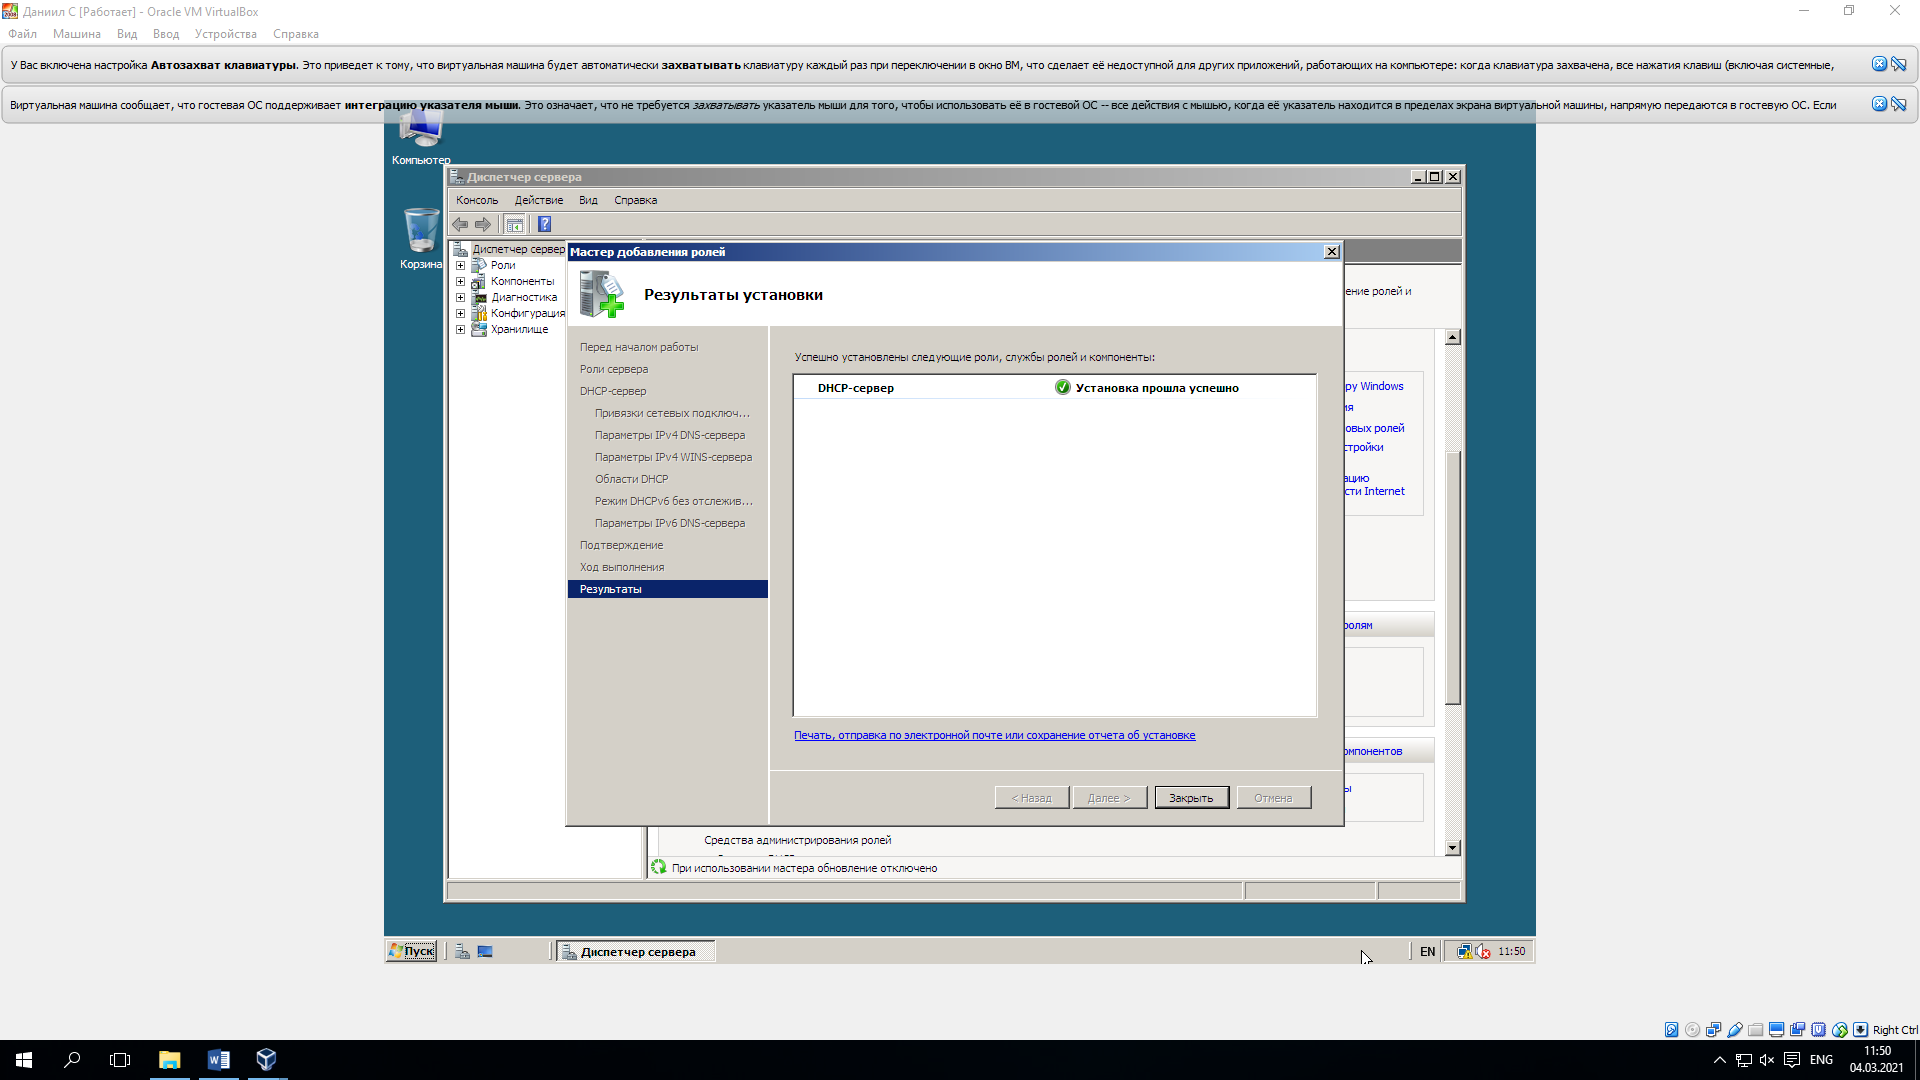 Даниил С [Работает] - Oracle VM VirtualBox
Файл Машина Вид Ввод Устройства Справка
У Вас включена настройка Автозахват клавиатуры. Это приведет к тому, что виртуальная машина будет автоматически захватывать клавиатуру каждый раз при переключении в окно ВМ, что сделает её недоступной для других приложений, работающих на компьютере: когда клавиатура захвачена, все нажатия клавиш (включая системные,
Виртуальная машина сообщает, что гостевая ОС поддерживает интеграцию указателя мыши. Это означает, что не требуется захватывать указатель мыши для того, чтобы использовать её в гостевой ОС -- все действия с мышью, когда её указатель находится в пределах экрана виртуальной машины, напрямую передаются в гостевую ОС. Если
Компьютер
Корзина
Диспетчер сервера
Консоль Действие Вид Справка
Диспетчер сервер
Роли
Компоненты
Диагностика
Конфигурация
Хранилище
Мастер добавления ролей
Результаты установки
Перед началом работы
Роли сервера
DHCP-сервер
Привязки сетевых подключ...
Параметры IPv4 DNS-сервера
Параметры IPv4 WINS-сервера
Области DHCP
Режим DHCPv6 без отслежив...
Параметры IPv6 DNS-сервера
Подтверждение
Ход выполнения
Результаты
Успешно установлены следующие роли, службы ролей и компоненты:
DHCP-сервер Установка прошла успешно
Печать, отправка по электронной почте или сохранение отчета об установке
< Назад Далее > Закрыть Отмена
ение ролей и
ру Windows
ия
овых ролей
стройки
ацию
сти Internet
ролям
омпонентов
ы
Средства администрирования ролей
При использовании мастера обновление отключено
Пуск Диспетчер сервера EN 11:50
Right Ctrl
ENG 11:50
04.03.2021